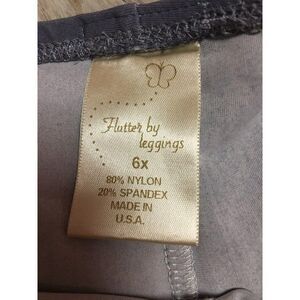 Flutter by
leggings
6x
80% NYLON
20% SPANDEX
MADE IN
U.S.A.